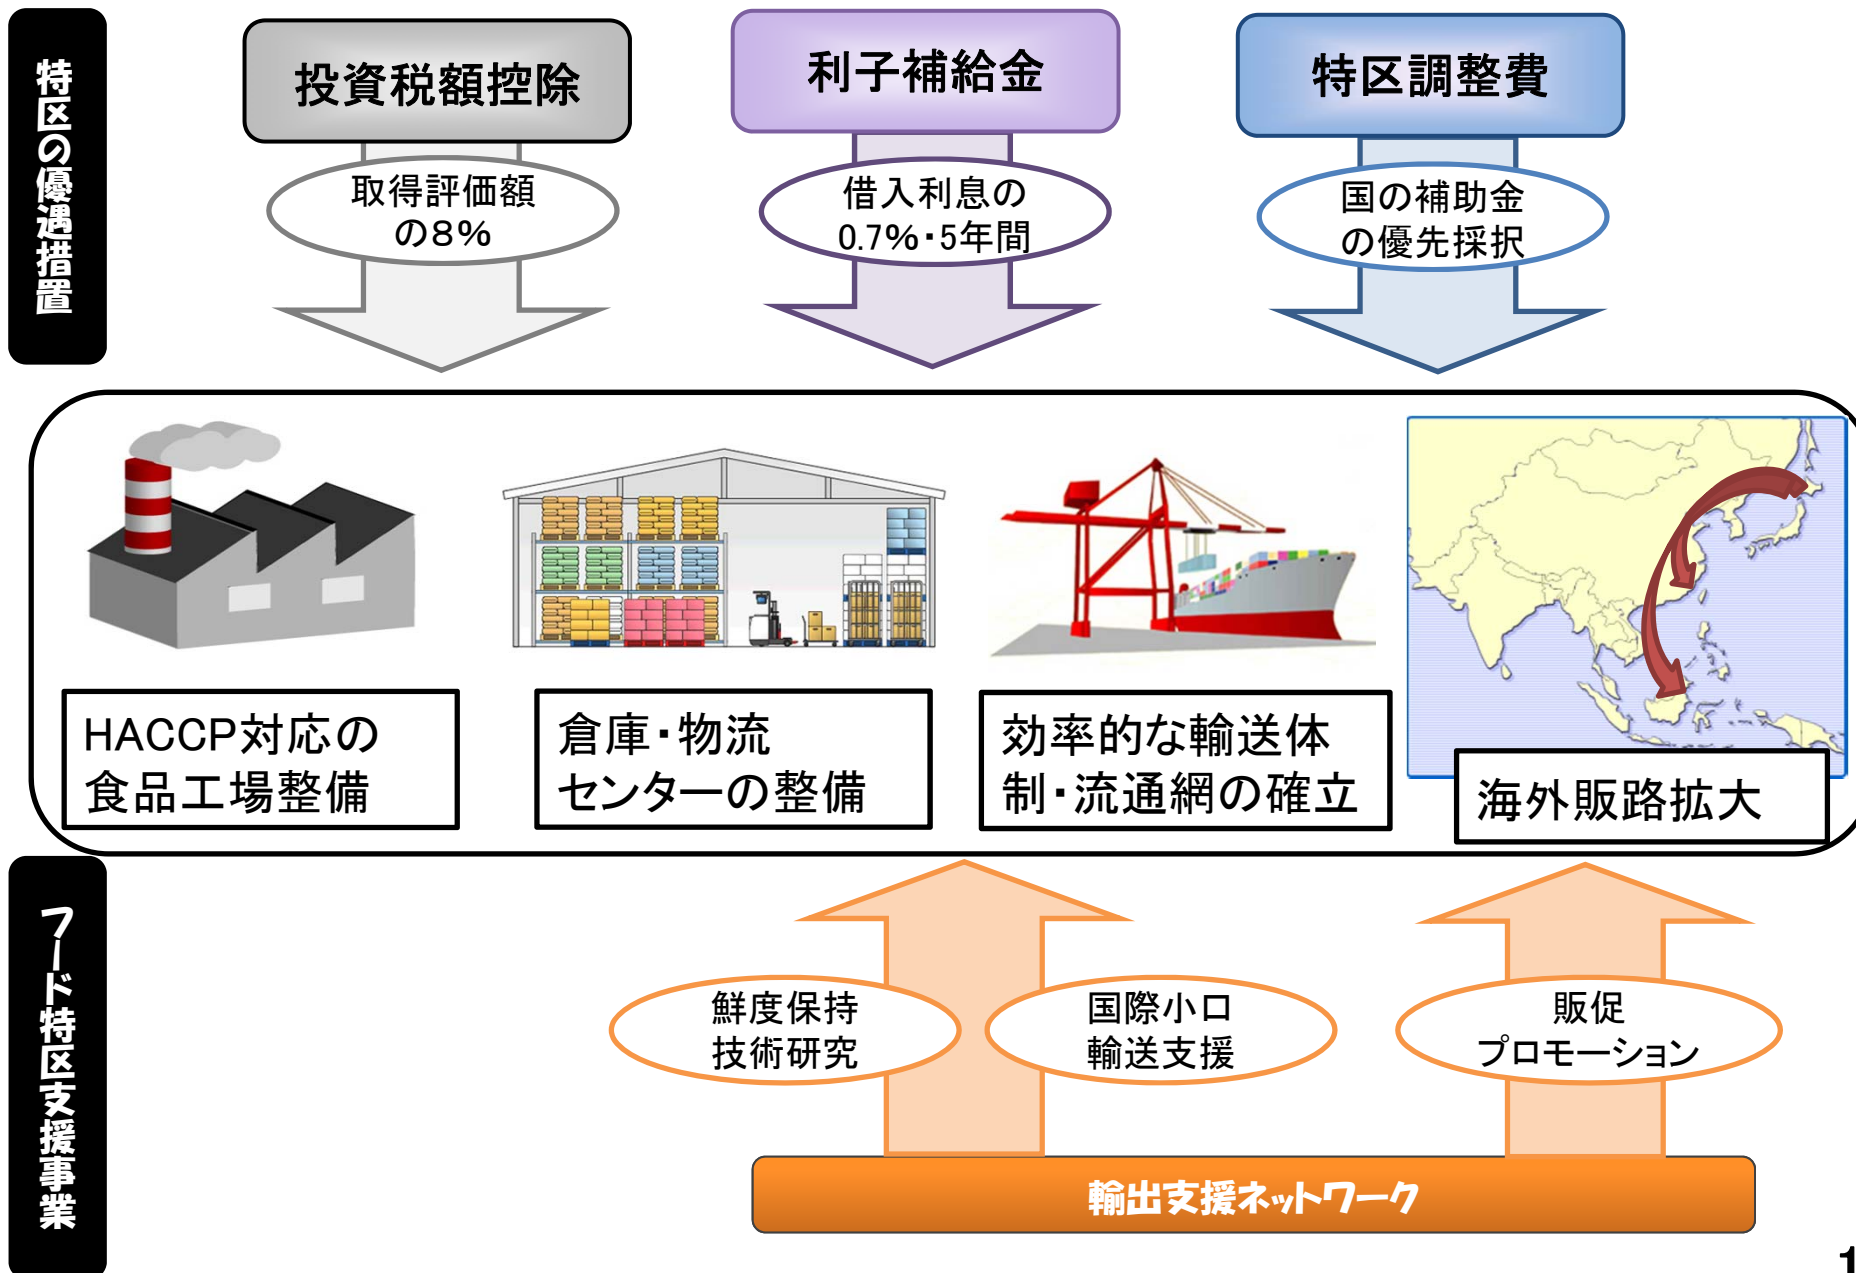 特区の優遇措置
投資税額控除
利子補給金
特区調整費
取得評価額
の8%
借入利息の
0.7%・5年間
国の補助金
の優先採択
HACCP対応の
食品工場整備
倉庫・物流
センターの整備
効率的な輸送体
制・流通網の確立
海外販路拡大
フード特区支援事業
鮮度保持
技術研究
国際小口
輸送支援
販促
プロモーション
輸出支援ネットワーク
1